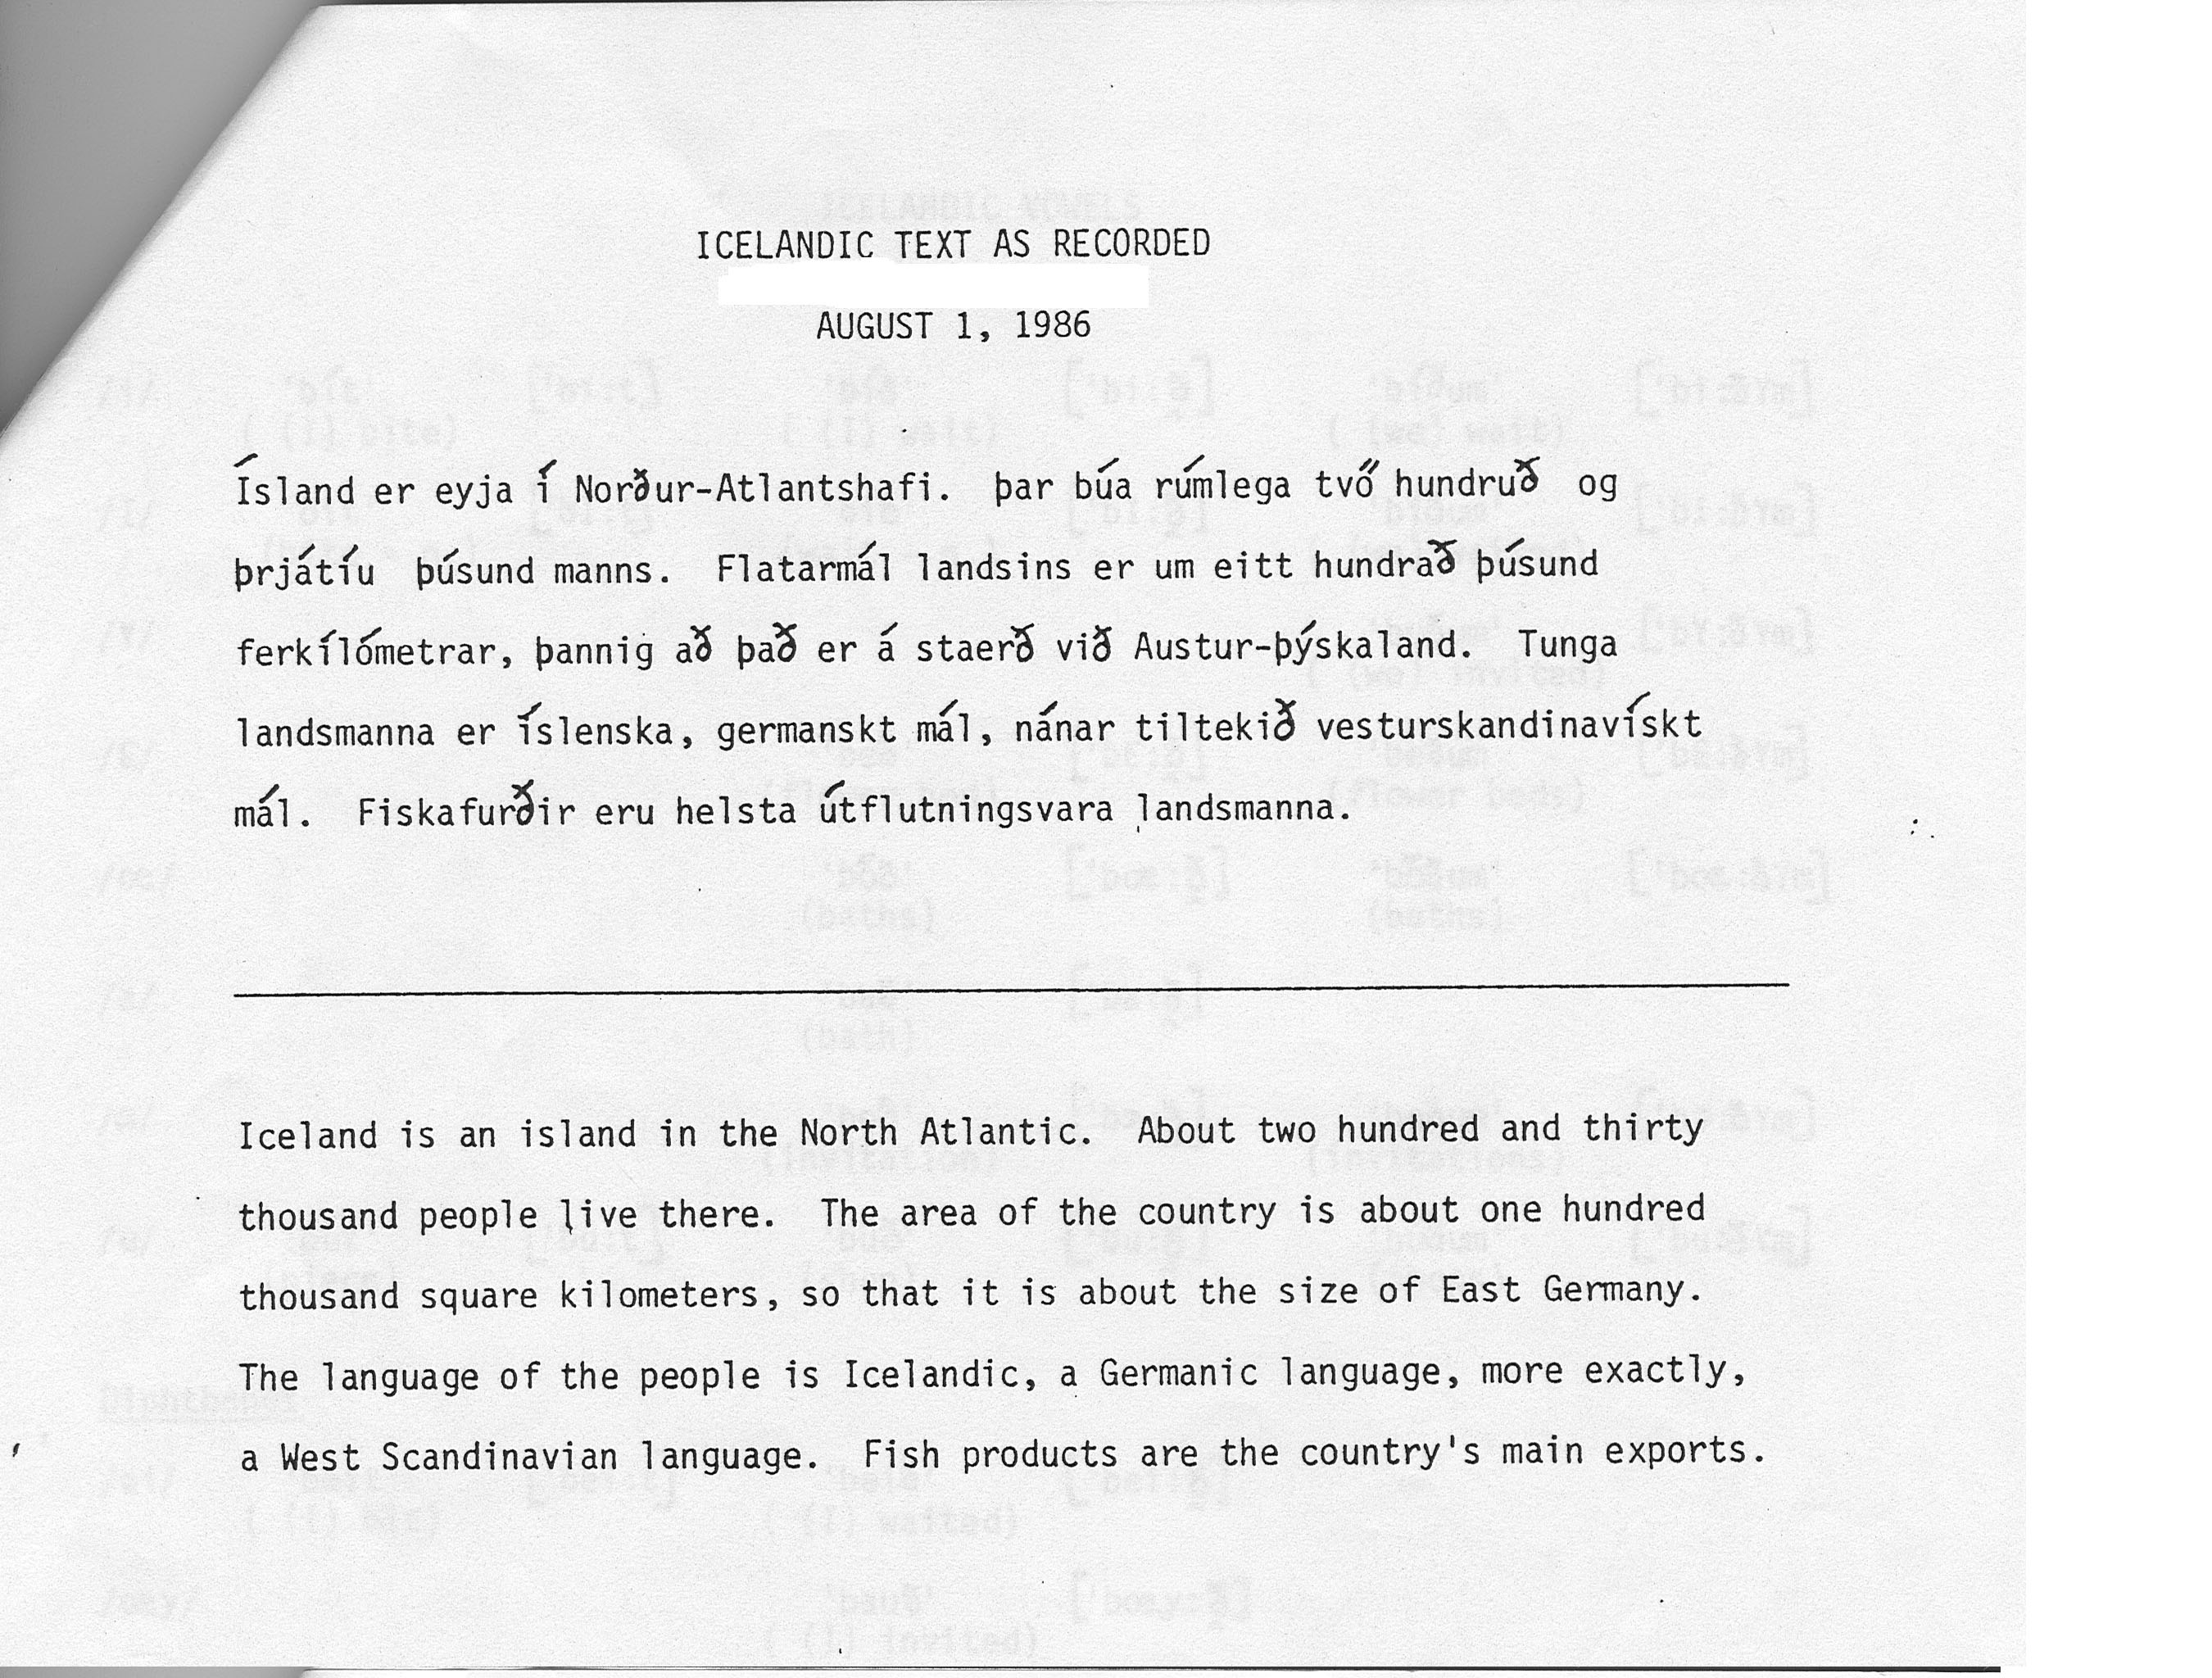 ICELANDIC TEXT AS RECORDED
AUGUST 1, 1986
Ísland er eyja í Norður-Atlantshafi. þar búa rúmlega tvő hundruð og
þrjátíu þúsund manns. Flatarmál landsins er um eitt hundrað þúsund
ferkílómetrar, þannig að það er á staerð við Austur-þýskaland. Tunga
landsmanna er íslenska, germanskt mál, nánar tiltekið vesturskandinavískt
mál. Fiskafurðir eru helsta útflutningsvara landsmanna.
Iceland is an island in the North Atlantic. About two hundred and thirty
thousand people live there. The area of the country is about one hundred
thousand square kilometers, so that it is about the size of East Germany.
The language of the people is Icelandic, a Germanic language, more exactly,
a West Scandinavian language. Fish products are the country's main exports.